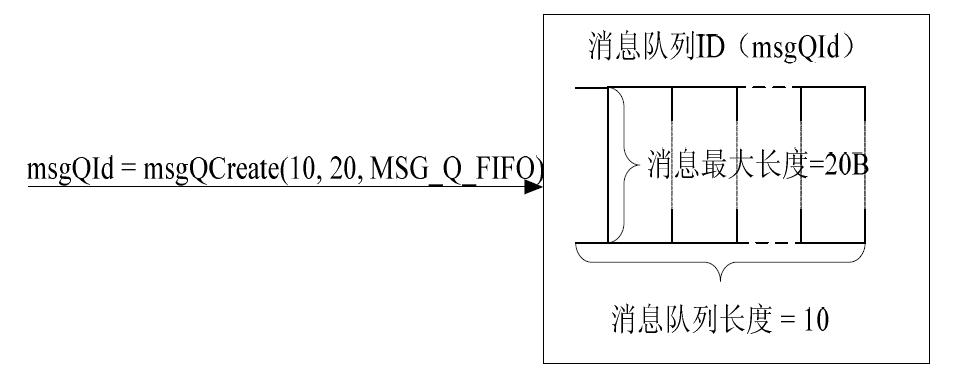 消息队列ID（msgQId）
msgQId = msgQCreate(10, 20, MSG_Q_FIFO)
消息最大长度=20B
消息队列长度 = 10